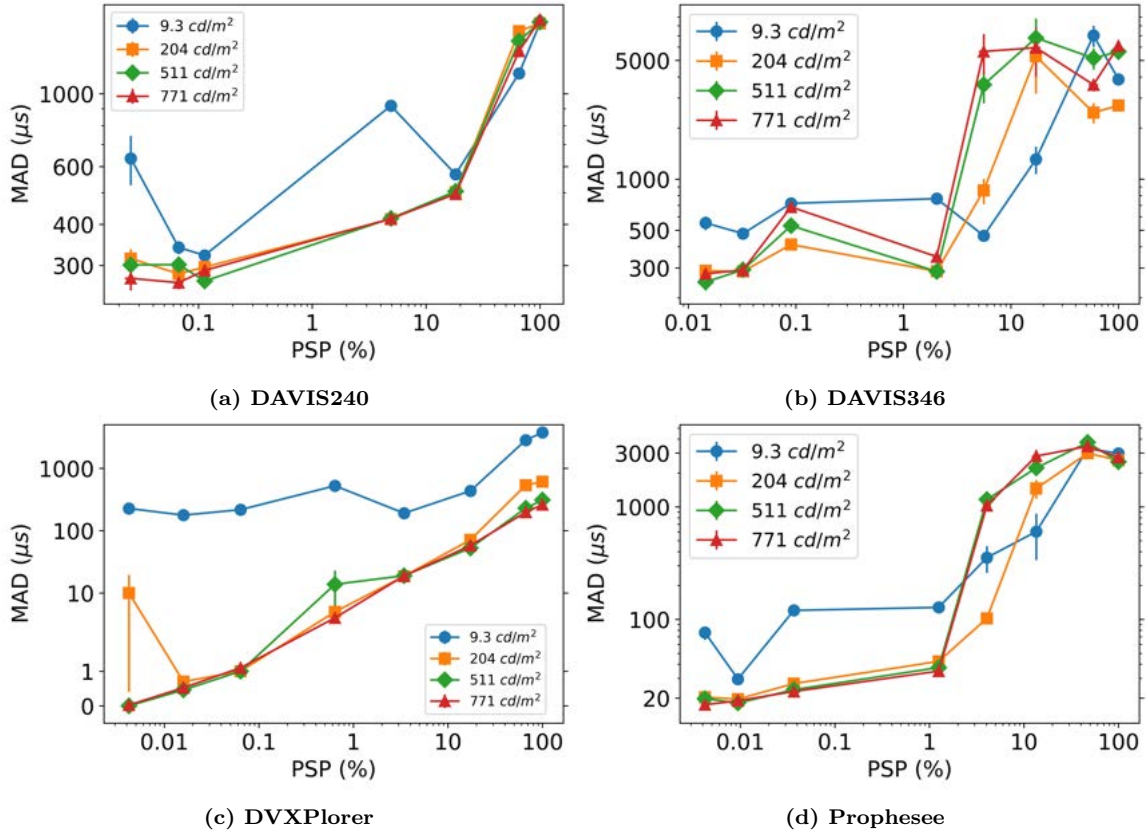 9.3 cd/m²
204 cd/m²
511 cd/m²
771 cd/m²
1000
600
400
300
MAD (μs)
0.1
1
10
100
PSP (%)
(a) DAVIS240
9.3 cd/m²
204 cd/m²
511 cd/m²
771 cd/m²
5000
1000
500
300
MAD (μs)
0.01
0.1
1
10
100
PSP (%)
(b) DAVIS346
1000
100
10
1
0
MAD (μs)
9.3 cd/m²
204 cd/m²
511 cd/m²
771 cd/m²
0.01
0.1
1
10
100
PSP (%)
(c) DVXPlorer
9.3 cd/m²
204 cd/m²
511 cd/m²
771 cd/m²
3000
1000
100
20
MAD (μs)
0.01
0.1
1
10
100
PSP (%)
(d) Prophesee